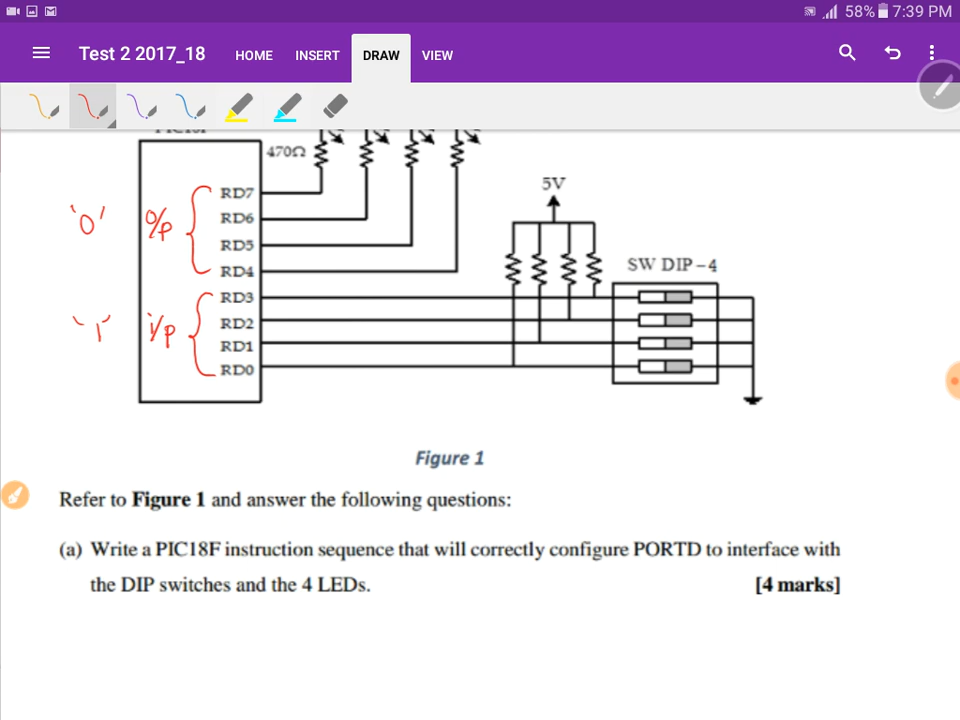 58% 7:39 PM
Test 2 2017_18 HOME INSERT DRAW VIEW
470Ω
RD7
RD6
RD5
RD4
RD3
RD2
RD1
RD0
'0' O/p
'1' i/p
5V
SW DIP-4
Figure 1
Refer to Figure 1 and answer the following questions:
(a) Write a PIC18F instruction sequence that will correctly configure PORTD to interface with
the DIP switches and the 4 LEDs. [4 marks]